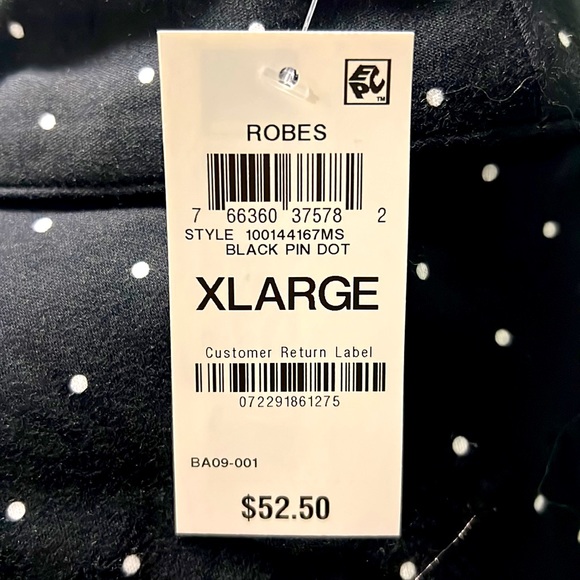 EPC™
ROBES
7 66360 37578 2
STYLE 100144167MS
BLACK PIN DOT
XLARGE
Customer Return Label
072291861275
BA09-001
$52.50